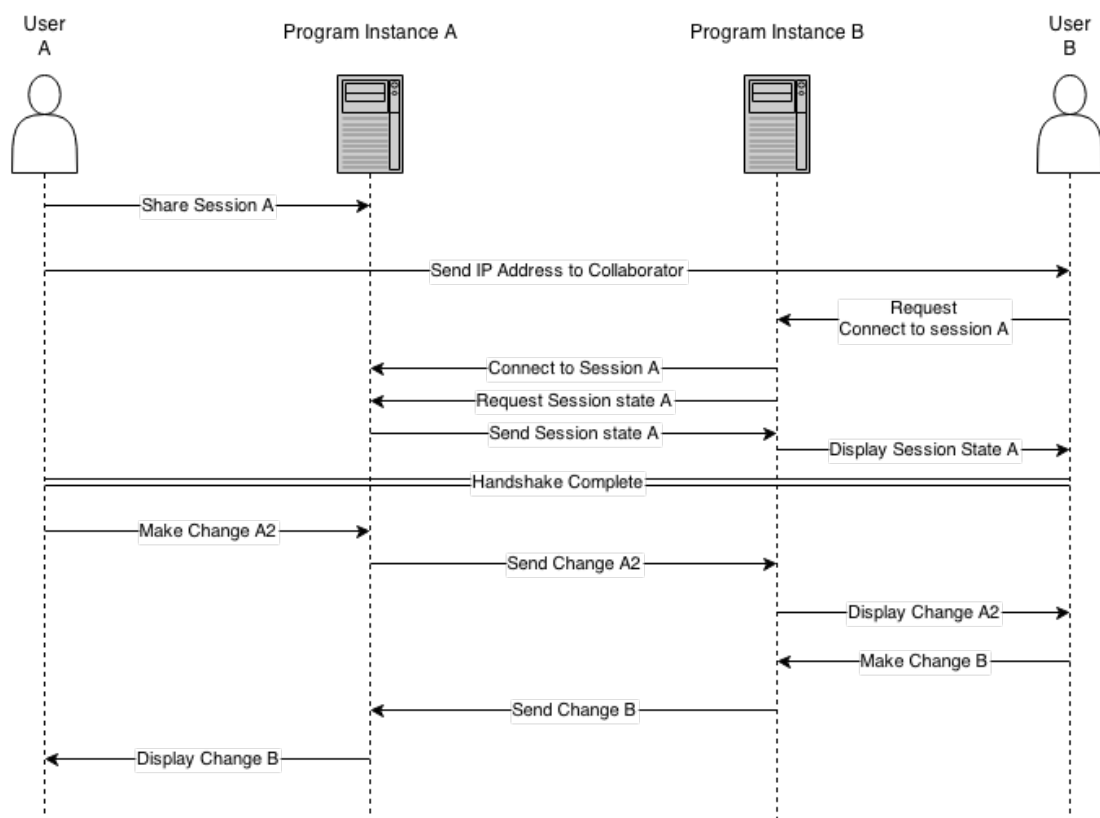 User
A
Program Instance A
Program Instance B
User
B
Share Session A
Send IP Address to Collaborator
Request
Connect to session A
Connect to Session A
Request Session state A
Send Session state A
Display Session State A
Handshake Complete
Make Change A2
Send Change A2
Display Change A2
Make Change B
Send Change B
Display Change B